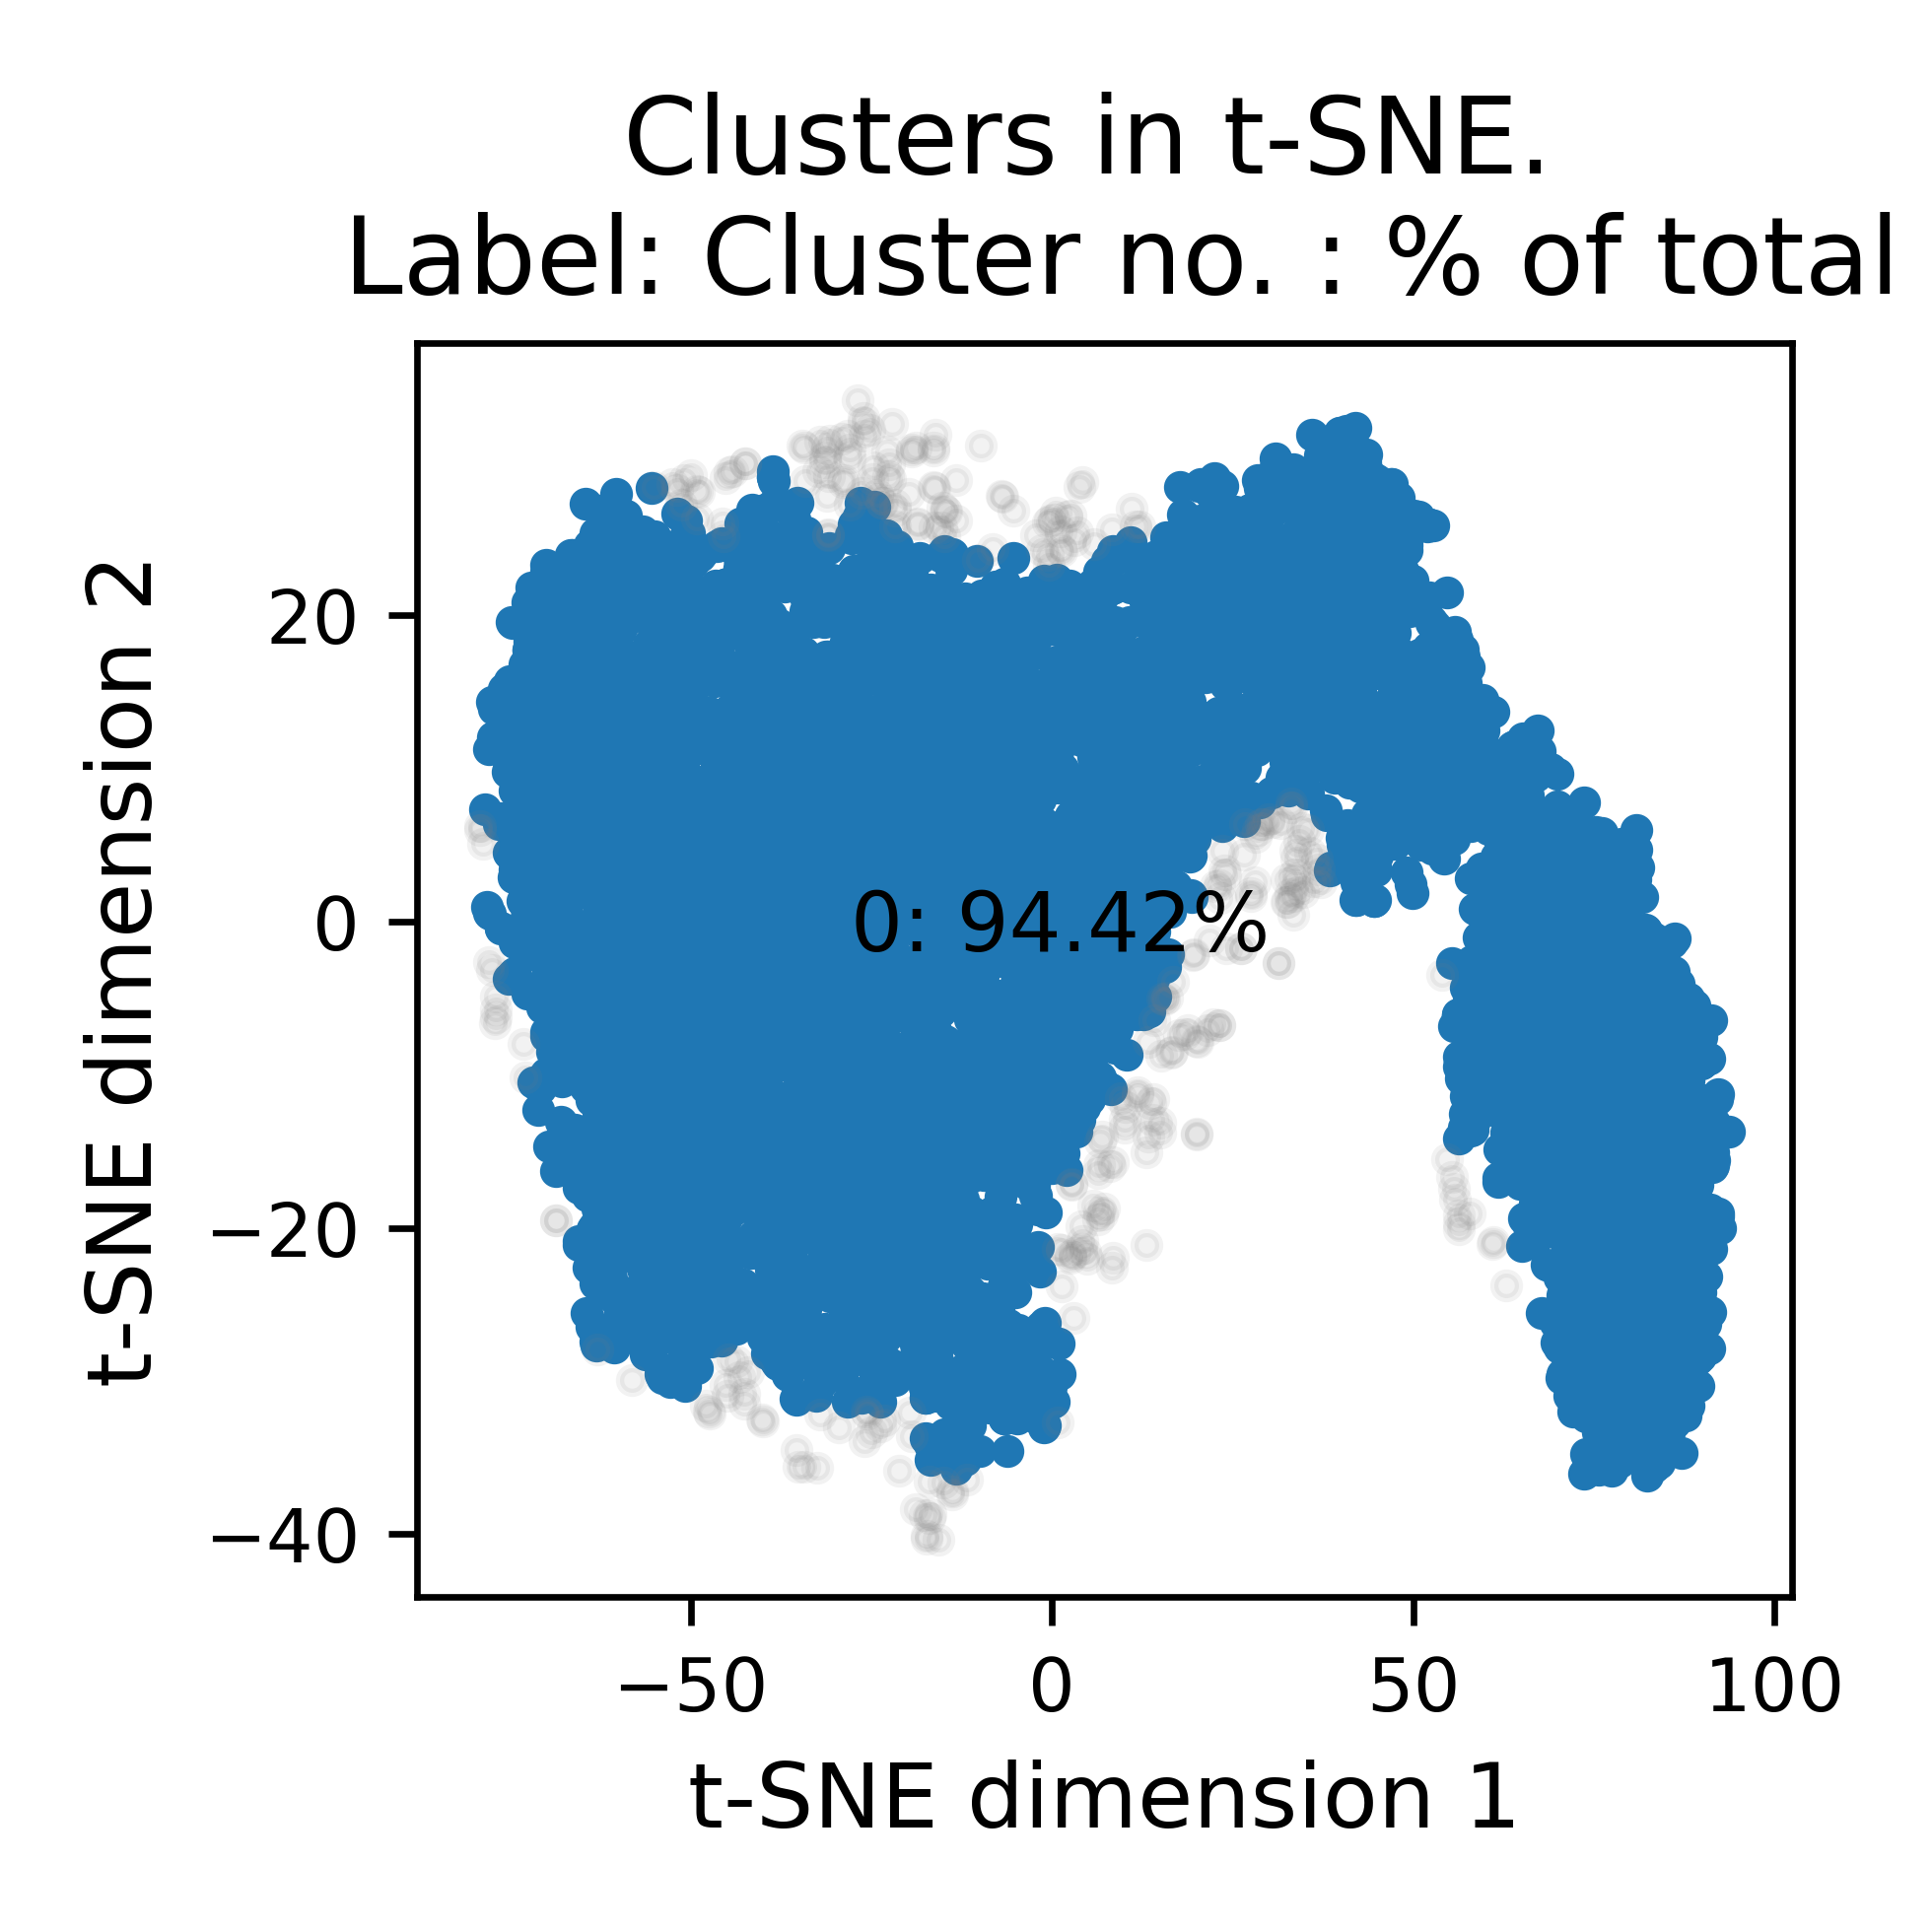 Clusters in t-SNE.
Label: Cluster no. : % of total
t-SNE dimension 2
20
0
−20
−40
0: 94.42%
−50
0
50
100
t-SNE dimension 1